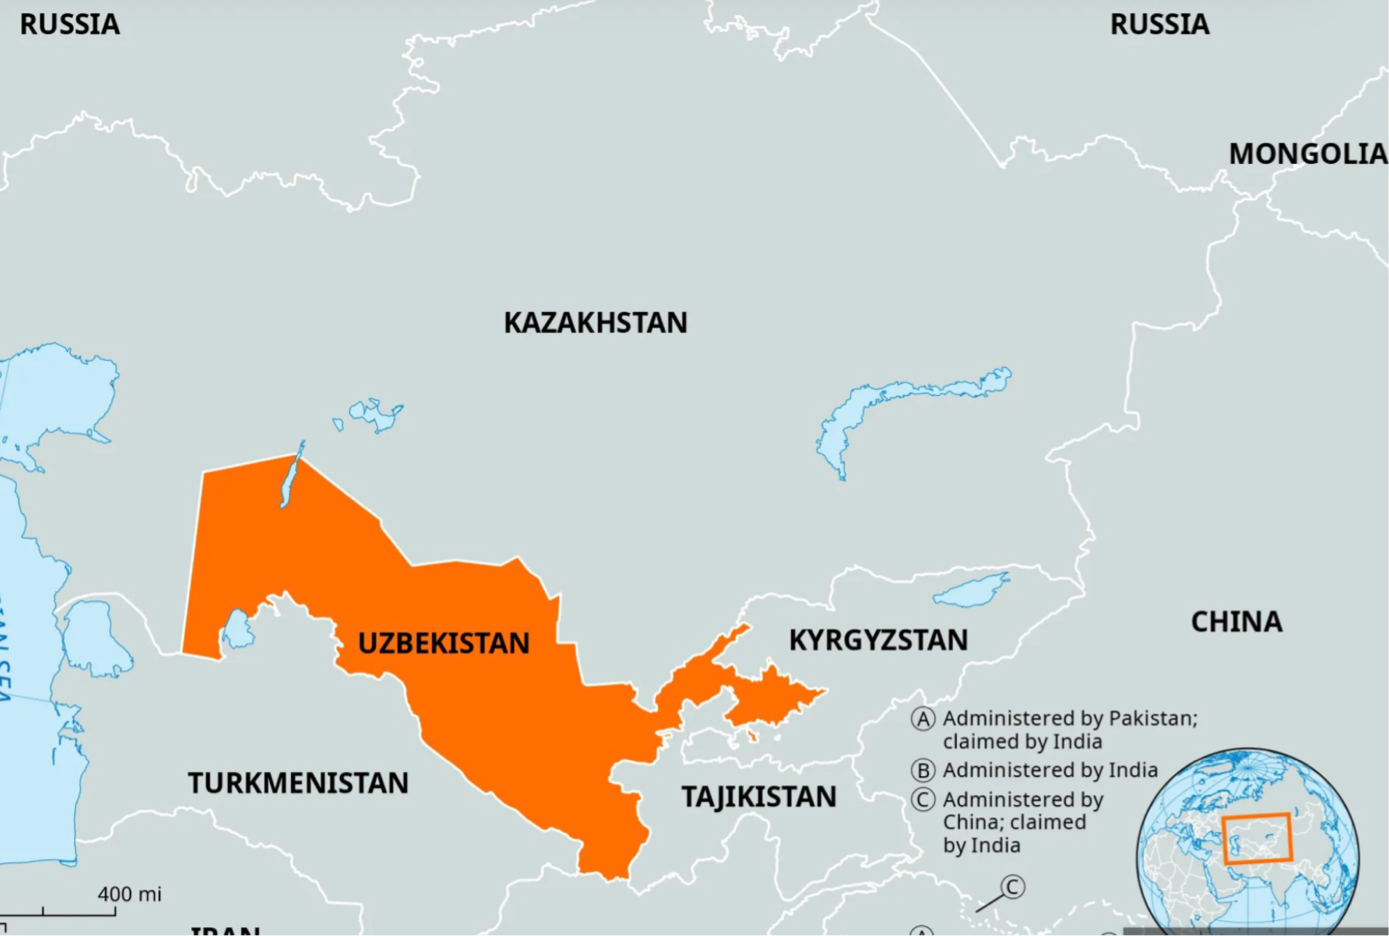 RUSSIA
RUSSIA
MONGOLIA
KAZAKHSTAN
CHINA
UZBEKISTAN
KYRGYZSTAN
Ⓐ Administered by Pakistan;
claimed by India
Ⓑ Administered by India
Ⓒ Administered by
China; claimed
by India
TURKMENISTAN
TAJIKISTAN
400 mi
Ⓒ
IRAN
Ⓐ